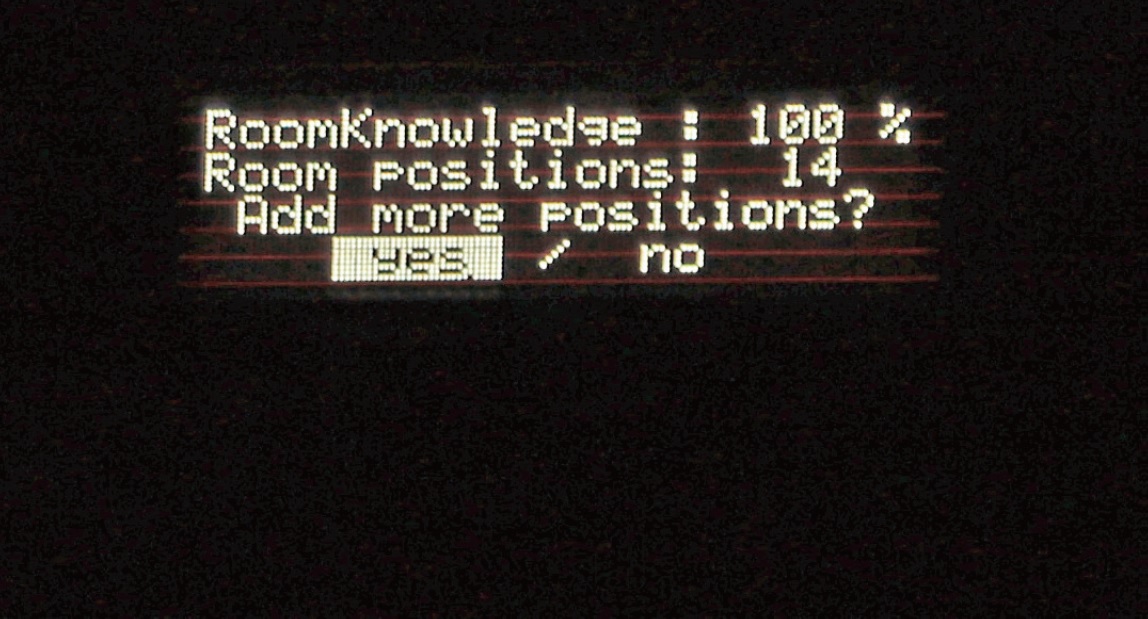 RoomKnowledge : 100 %
Room positions: 14
Add more positions?
yes / no